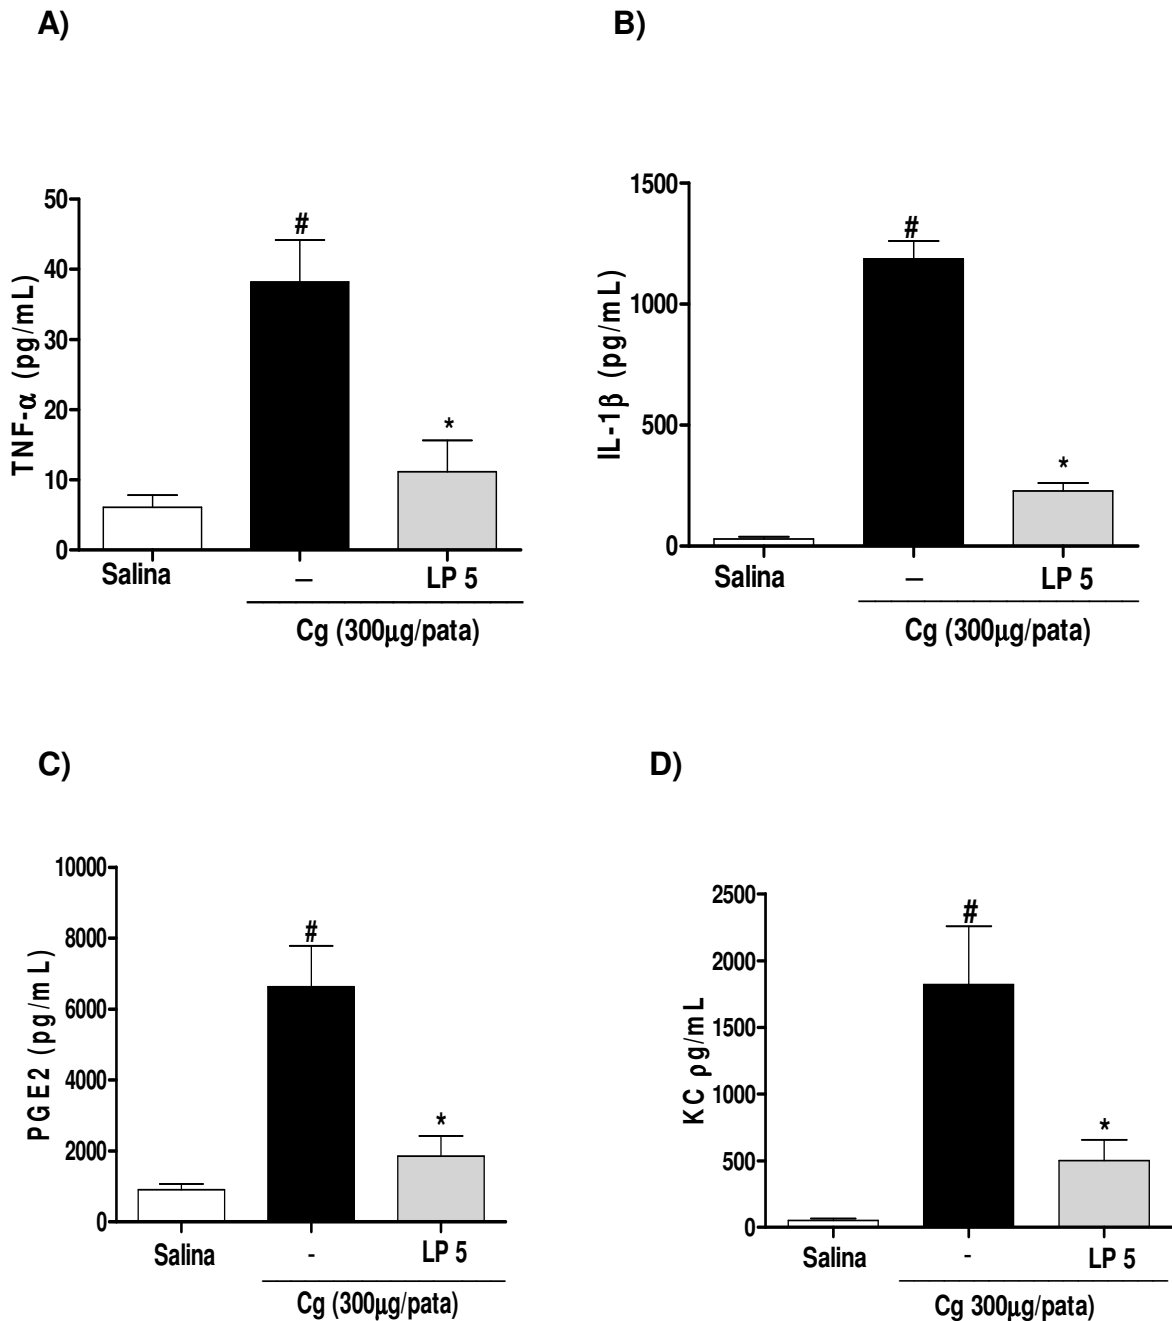 A)
50
40
30
20
10
0
TNF-α (pg/mL)
#
*
Salina
–
LP 5
Cg (300μg/pata)
B)
1500
1000
500
0
IL-1β (pg/mL)
#
*
Salina
–
LP 5
Cg (300μg/pata)
C)
10000
8000
6000
4000
2000
0
PGE2 (pg/mL)
#
*
Salina
-
LP 5
Cg (300μg/pata)
D)
2500
2000
1500
1000
500
0
KC ρg/mL
#
*
Salina
-
LP 5
Cg 300μg/pata)